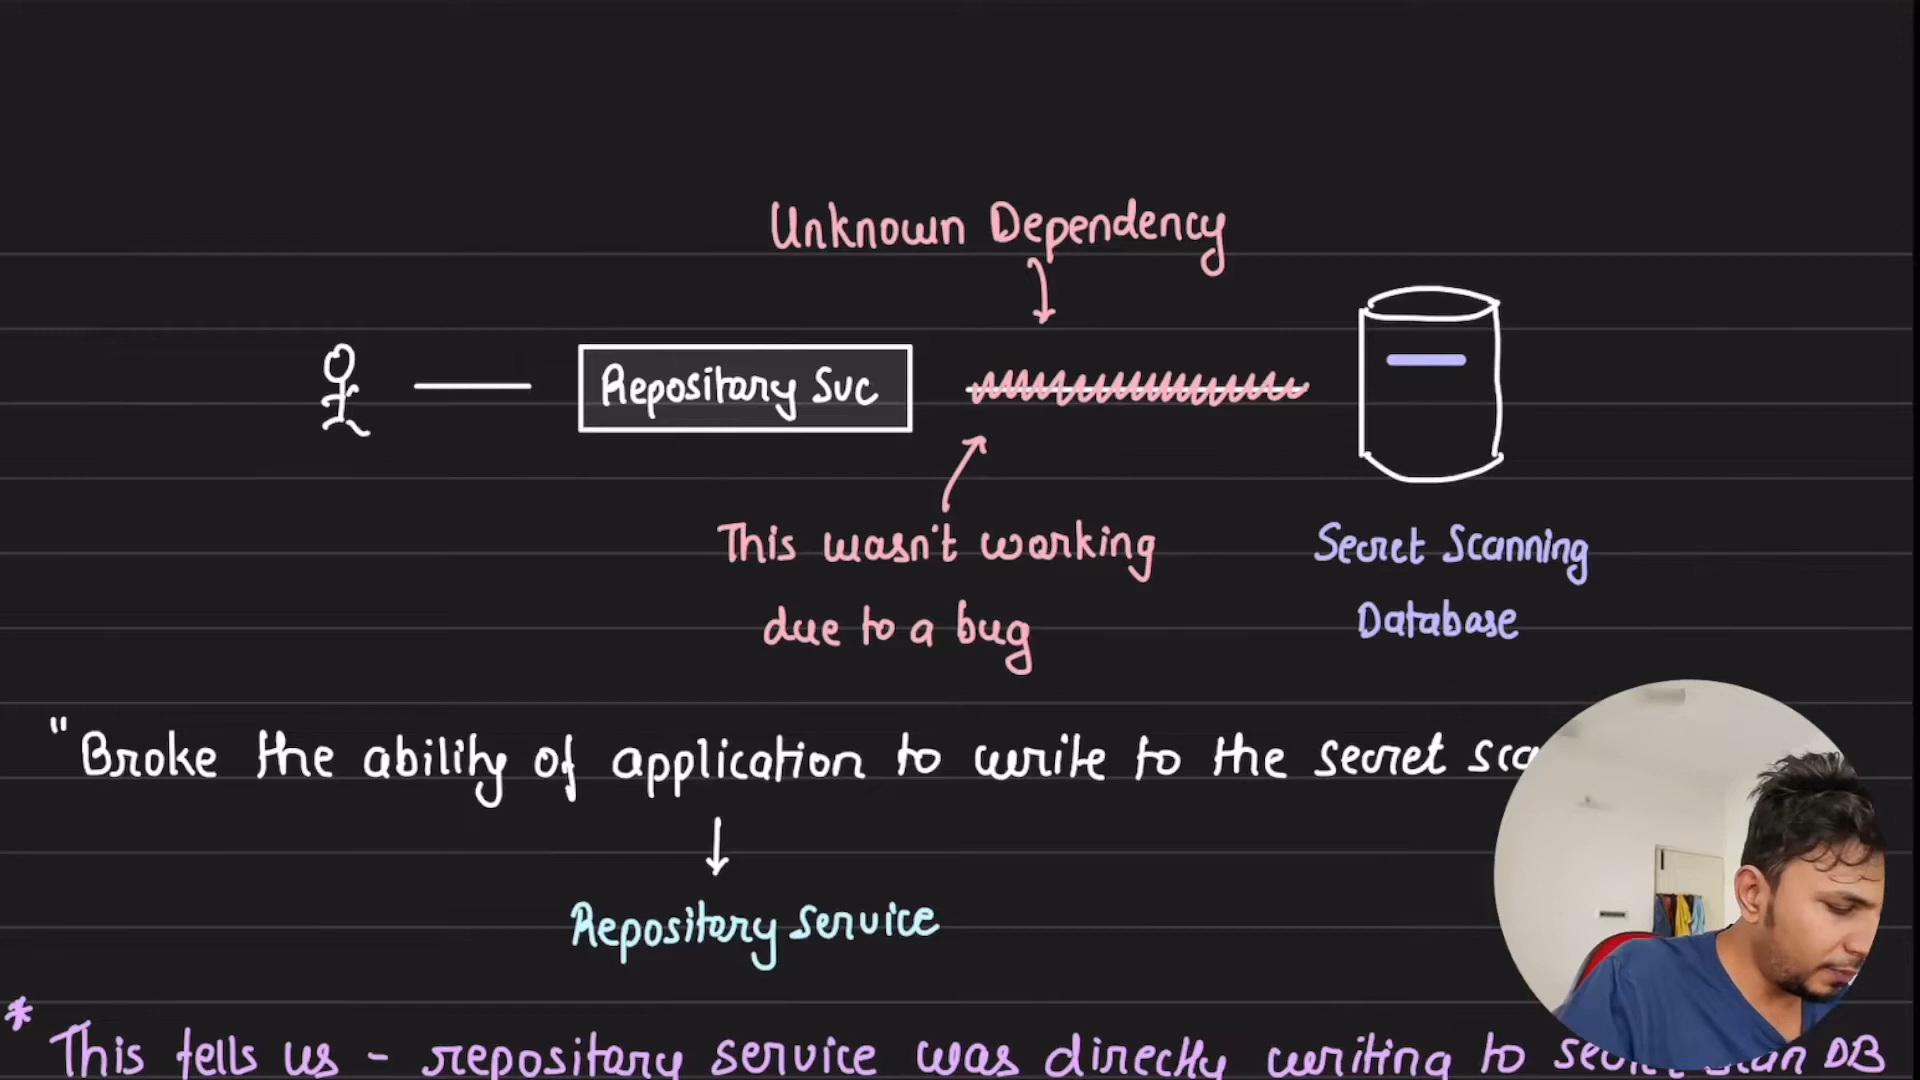 Unknown Dependency
Repository Svc
This wasn't working
due to a bug
Secret Scanning
Database
"Broke the ability of application to write to the secret
Repository service
* This tells us - repository service was directly writing to DB